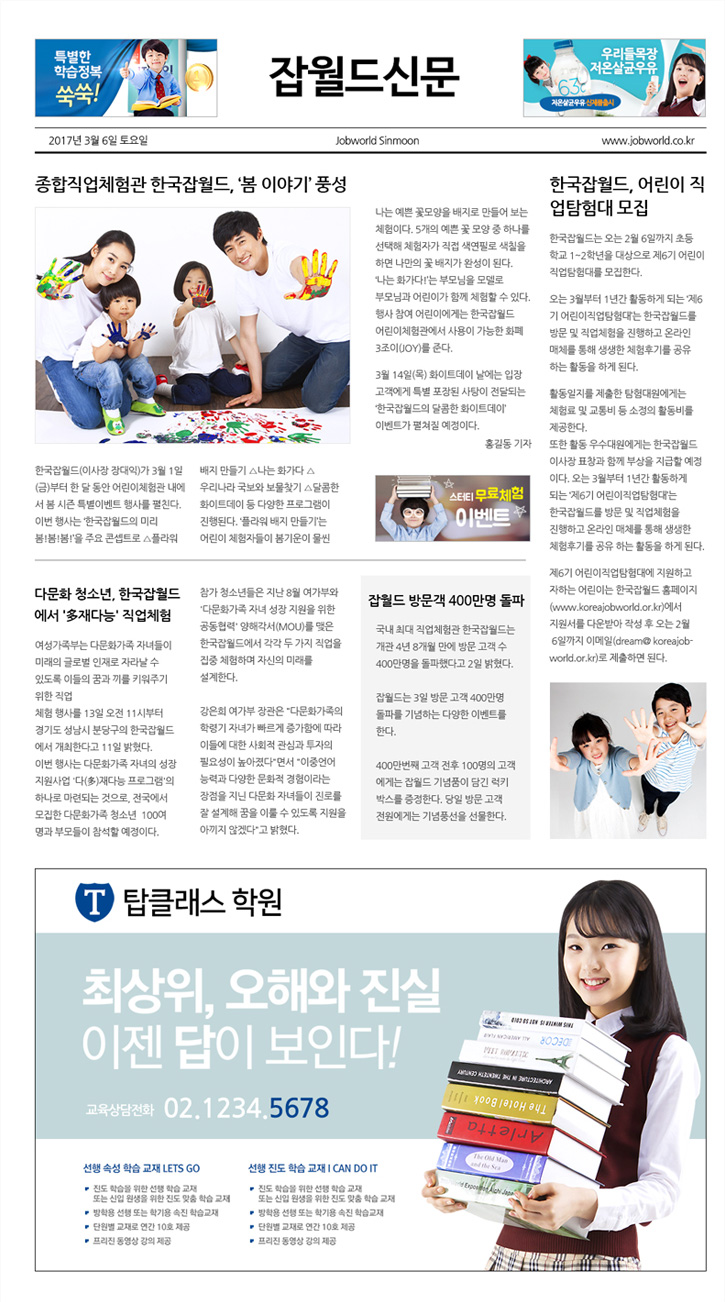 특별한
학습정복
쑥쑥!
잡월드신문
우리들목장
저온살균우유
63
저온살균우유 신제품출시
2017년 3월 6일 토요일
Jobworld Sinmoon
www.jobworld.co.kr
종합직업체험관 한국잡월드, ‘봄 이야기’ 풍성
한국잡월드(이사장 장대익)가 3월 1일
(금)부터 한 달 동안 어린이체험관 내에
서 봄 시즌 특별이벤트 행사를 펼친다.
이번 행사는 '한국잡월드의 미리
봄!봄!봄!'을 주요 콘셉트로 △플라워
배지 만들기 △나는 화가다 △
우리나라 국보와 보물찾기 △달콤한
화이트데이 등 다양한 프로그램이
진행된다. '플라워 배지 만들기'는
어린이 체험자들이 봄기운이 물씬
나는 예쁜 꽃모양을 배지로 만들어 보는
체험이다. 5개의 예쁜 꽃 모양 중 하나를
선택해 체험자가 직접 색연필로 색칠을
하면 나만의 꽃 배지가 완성이 된다.
'나는 화가다!'는 부모님을 모델로
부모님과 어린이가 함께 체험할 수 있다.
행사 참여 어린이에게는 한국잡월드
어린이체험관에서 사용이 가능한 화폐
3조이(JOY)를 준다.
3월 14일(목) 화이트데이 날에는 입장
고객에게 특별 포장된 사탕이 전달되는
'한국잡월드의 달콤한 화이트데이'
이벤트가 펼쳐질 예정이다.
홍길동 기자
스터티 무료체험
이벤트
한국잡월드, 어린이 직
업탐험대 모집
한국잡월드는 오는 2월 6일까지 초등
학교 1~2학년을 대상으로 제6기 어린이
직업탐험대를 모집한다.
오는 3월부터 1년간 활동하게 되는 '제6
기 어린이직업탐험대'는 한국잡월드를
방문 및 직업체험을 진행하고 온라인
매체를 통해 생생한 체험후기를 공유
하는 활동을 하게 된다.
활동일지를 제출한 탐험대원에게는
체험료 및 교통비 등 소경의 활동비를
제공한다.
또한 활동 우수대원에게는 한국잡월드
이사장 표창과 함께 부상을 지급할 예정
이다. 오는 3월부터 1년간 활동하게
되는 '제6기 어린이직업탐험대'는
한국잡월드를 방문 및 직업체험을
진행하고 온라인 매체를 통해 생생한
체험후기를 공유 하는 활동을 하게 된다.
제6기 어린이직업탐험대에 지원하고
자하는 어린이는 한국잡월드 홈페이지
(www.koreajobworld.or.kr)에서
지원서를 다운받아 작성 후 오는 2월
6일까지 이메일(dream@ koreajob-
world.or.kr)로 제출하면 된다.
다문화 청소년, 한국잡월드
에서 '多재다능' 직업체험
여성가족부는 다문화가족 자녀들이
미래의 글로벌 인재로 자라날 수
있도록 이들의 꿈과 끼를 키워주기
위한 직업
체험 행사를 13일 오전 11시부터
경기도 성남시 분당구의 한국잡월드
에서 개최한다고 11일 밝혔다.
이번 행사는 다문화가족 자녀의 성장
지원사업 '다(多)재다능 프로그램'의
하나로 마련되는 것으로, 전국에서
모집한 다문화가족 청소년 100여
명과 부모들이 참석할 예정이다.
참가 청소년들은 지난 8월 여가부와
'다문화가족 자녀 성장 지원을 위한
공동협력' 양해각서(MOU)를 맺은
한국잡월드에서 각각 두 가지 직업을
집중 체험하며 자신의 미래를
설계한다.
강은희 여가부 장관은 "다문화가족의
학령기 자녀가 빠르게 증가함에 따라
이들에 대한 사회적 관심과 투자의
필요성이 높아졌다"면서 "이중언어
능력과 다양한 문화적 경험이라는
장점을 지닌 다문화 자녀들이 진로를
잘 설계해 꿈을 이룰 수 있도록 지원을
아끼지 않겠다"고 밝혔다.
잡월드 방문객 400만명 돌파
국내 최대 직업체험관 한국잡월드는
개관 4년 8개월 만에 방문 고객 수
400만명을 돌파했다고 2일 밝혔다.
잡월드는 3일 방문 고객 400만명
돌파를 기념하는 다양한 이벤트를
한다.
400만번째 고객 전후 100명의 고객
에게는 잡월드 기념품이 담긴 럭키
박스를 증정한다. 당일 방문 고객
전원에게는 기념풍선을 선물한다.
T 탑클래스 학원
최상위, 오해와 진실
이젠 답이 보인다!
교육상담전화 02.1234.5678
선행 속성 학습 교재 LETS GO
진도 학습을 위한 선행 학습 교재
또는 신입 원생을 위한 진도 맞춤 학습 교재
방학용 선행 또는 학기용 속진 학습교재
단원별 교재로 연간 10호 제공
프리진 동영상 강의 제공
선행 진도 학습 교재 I CAN DO IT
진도 학습을 위한 선행 학습 교재
또는 신입 원생을 위한 진도 맞춤 학습 교재
방학용 선행 또는 학기용 속진 학습교재
단원별 교재로 연간 10호 제공
프리진 동영상 강의 제공
THIS WINTER IS NOT SO COLD
DECOR
ALL AMERICAN FURN
ARCHITECTURE IN THE TWENTIETH CENTURY
The Hotel Book
Arletta
The Old Man
and the Sea
World Exposition Aichi Japan